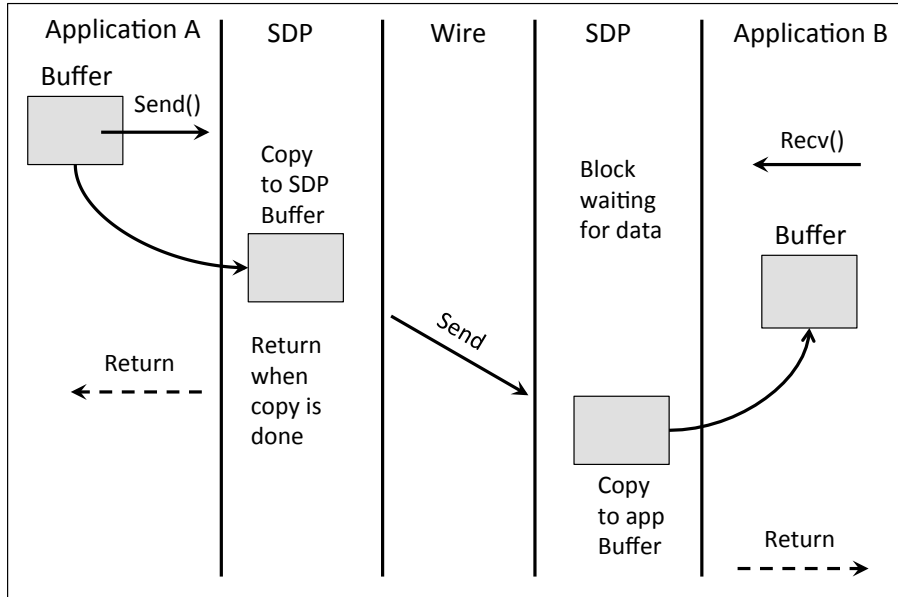 Application A
SDP
Wire
SDP
Application B
Buffer
Send()
Copy
to SDP
Buffer
Return
Return
when
copy is
done
Send
Block
waiting
for data
Recv()
Buffer
Copy
to app
Buffer
Return